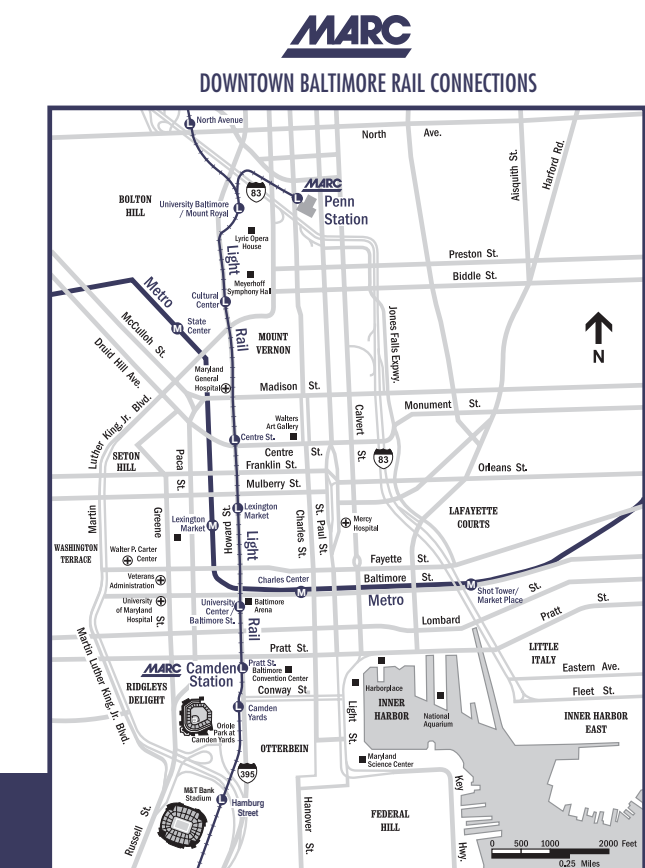 MARC
DOWNTOWN BALTIMORE RAIL CONNECTIONS
North Avenue
North Ave.
Aisquith St.
Harford Rd.
83
MARC
Penn
Station
BOLTON
HILL
University Baltimore
/ Mount Royal
Lyric Opera
House
Light
Preston St.
Biddle St.
Meyerhoff
Symphony Hal
Metro
Cultural
Center
State
Center
McCulloh St.
Druid Hill Ave.
Rail
MOUNT
VERNON
Jones Falls Expwy.
N
Maryland
General
Hospital
Madison St.
Luther King, Jr. Blvd.
Monument St.
Calvert St.
Walters
Art Gallery
Centre St.
Centre St.
Franklin St.
83
Orleans St.
SETON
HILL
Paca St.
Mulberry St.
Martin
Greene St.
Lexington
Market
Howard St.
Lexington
Market
Light
Charles St.
St. Paul St.
Mercy
Hospital
LAFAYETTE
COURTS
WASHINGTON
TERRACE
Walter P. Carter
Center
Fayette St.
Veterans
Administration
Charles Center
Baltimore St.
M
Metro
Shot Tower/
Market Place
St.
University
of Maryland
Hospital
University
Center/
Baltimore St.
Baltimore
Arena
Lombard
Pratt St.
Rail
Martin Luther King, Jr. Blvd.
Pratt St.
LITTLE
ITALY
MARC Camden
Station
Pratt St.
Baltimore
Convention Center
Eastern Ave.
RIDGELYS
DELIGHT
Conway St.
Harborplace
Fleet St.
Camden
Yards
Light St.
INNER
HARBOR
National
Aquarium
INNER HARBOR
EAST
Oriole
Park at
Camden Yards
OTTERBEIN
Maryland
Science Center
395
Key Hwy.
M&T Bank
Stadium
Hamburg
Street
Hanover St.
FEDERAL
HILL
Russell St.
0 500 1000 2000 Feet
0.25 Miles